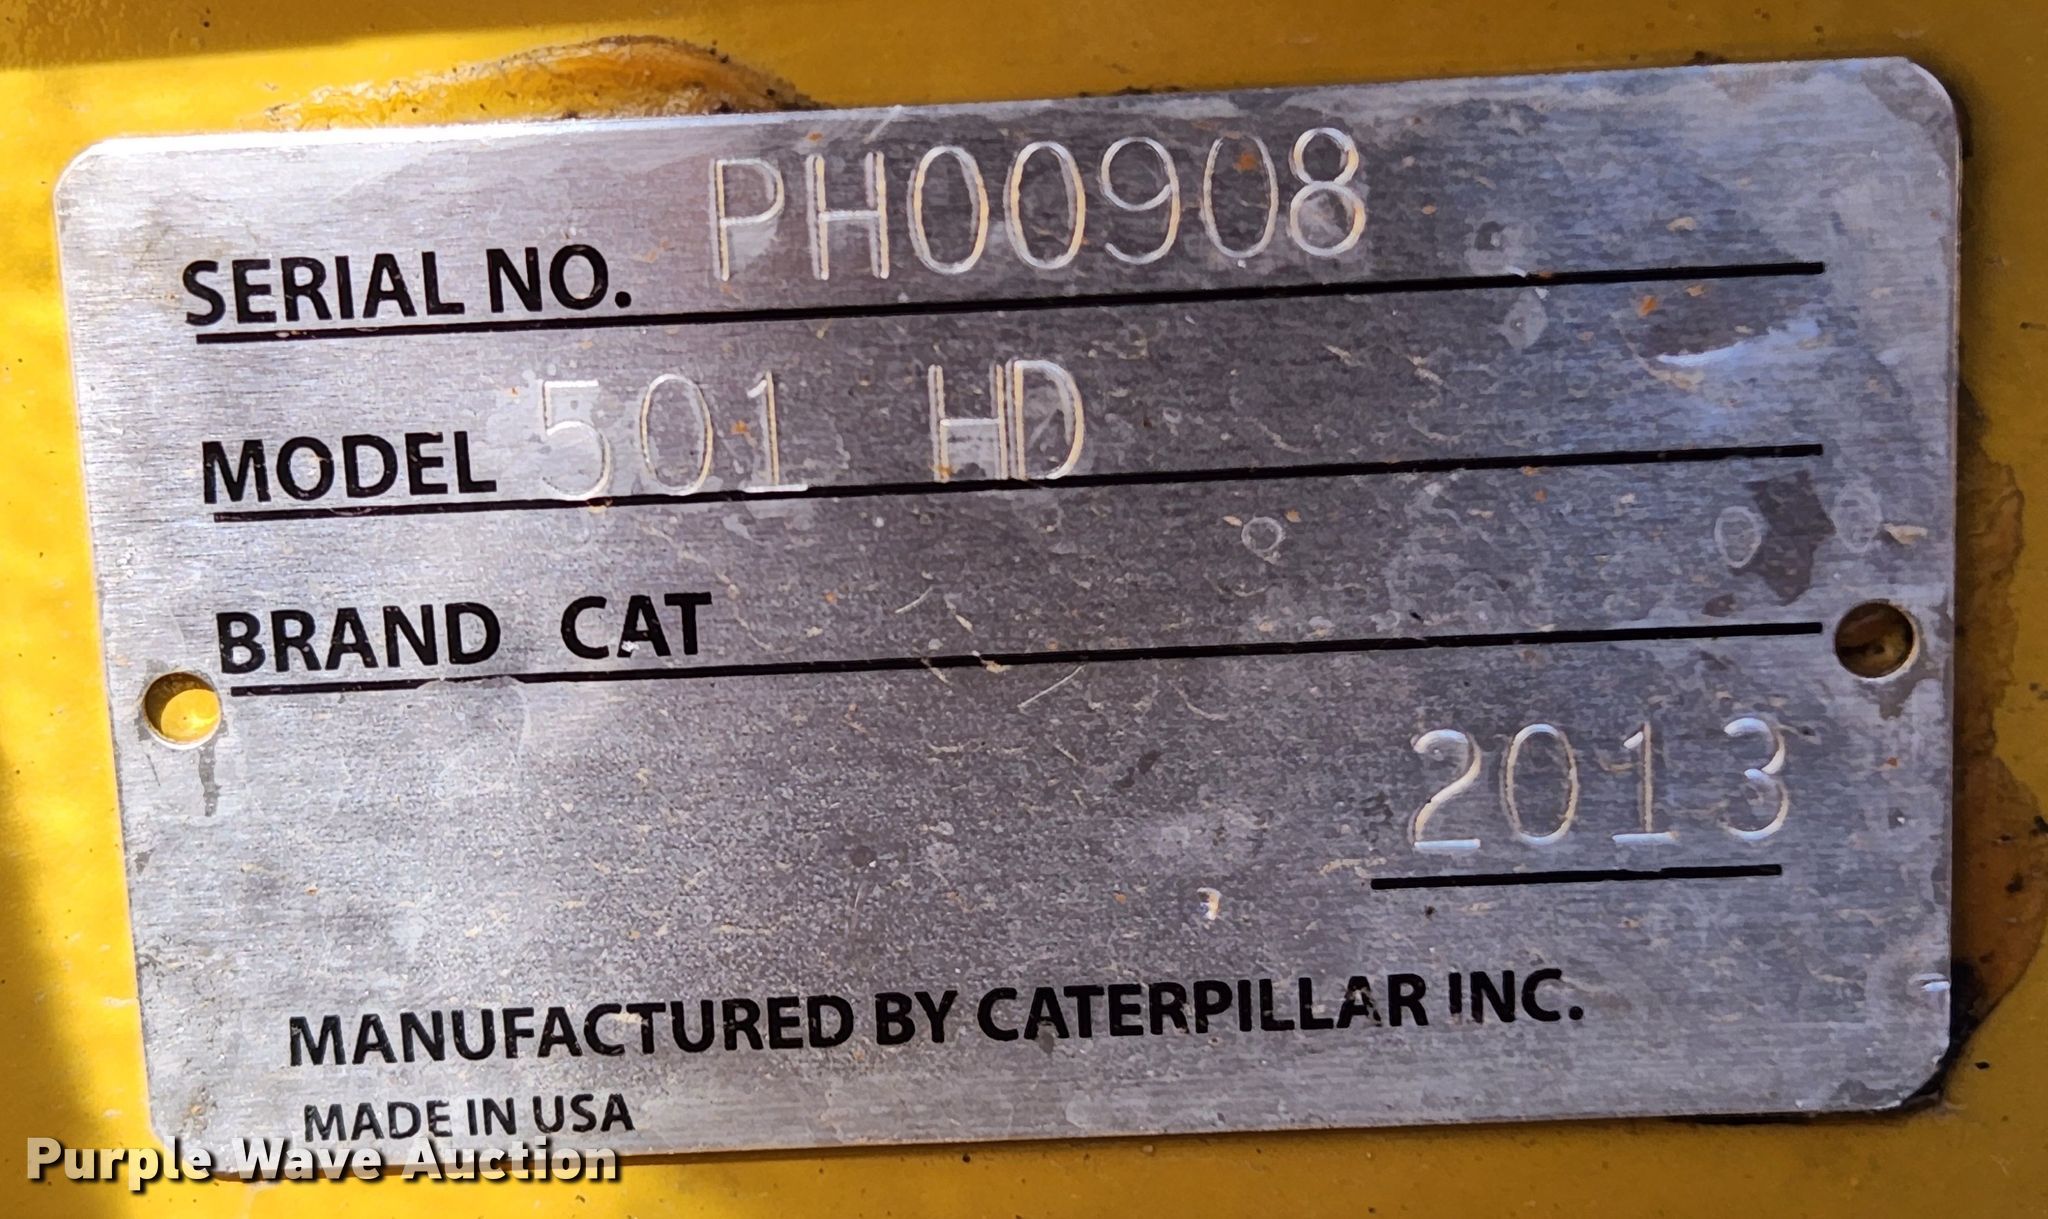 SERIAL NO. PH00908
MODEL 501 HD
BRAND CAT
2013
MANUFACTURED BY CATERPILLAR INC.
MADE IN USA
Purple Wave Auction